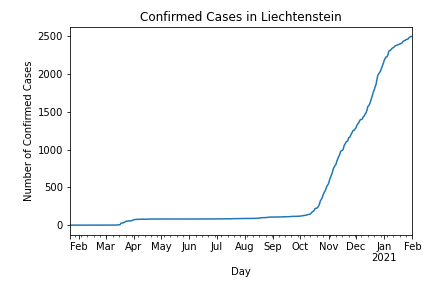 Confirmed Cases in Liechtenstein
Number of Confirmed Cases
2500
2000
1500
1000
500
0
Feb Mar Apr May Jun Jul Aug Sep Oct Nov Dec Jan Feb
2021
Day